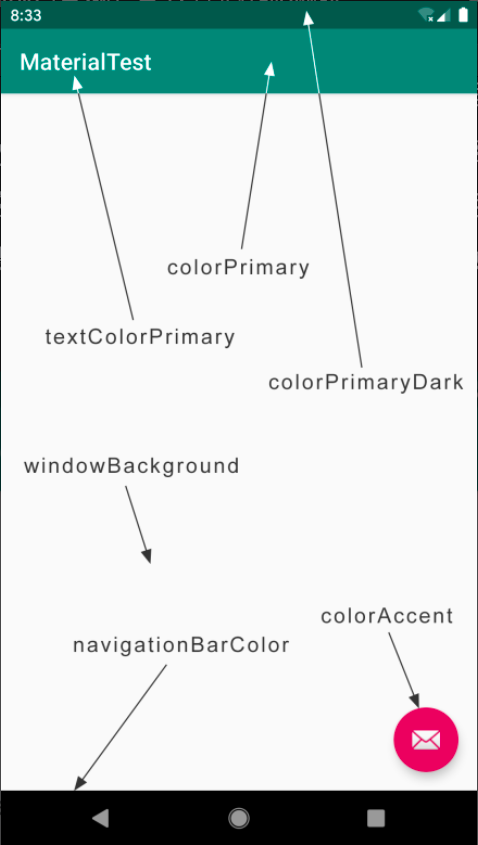 8:33
MaterialTest
colorPrimary
textColorPrimary
colorPrimaryDark
windowBackground
colorAccent
navigationBarColor